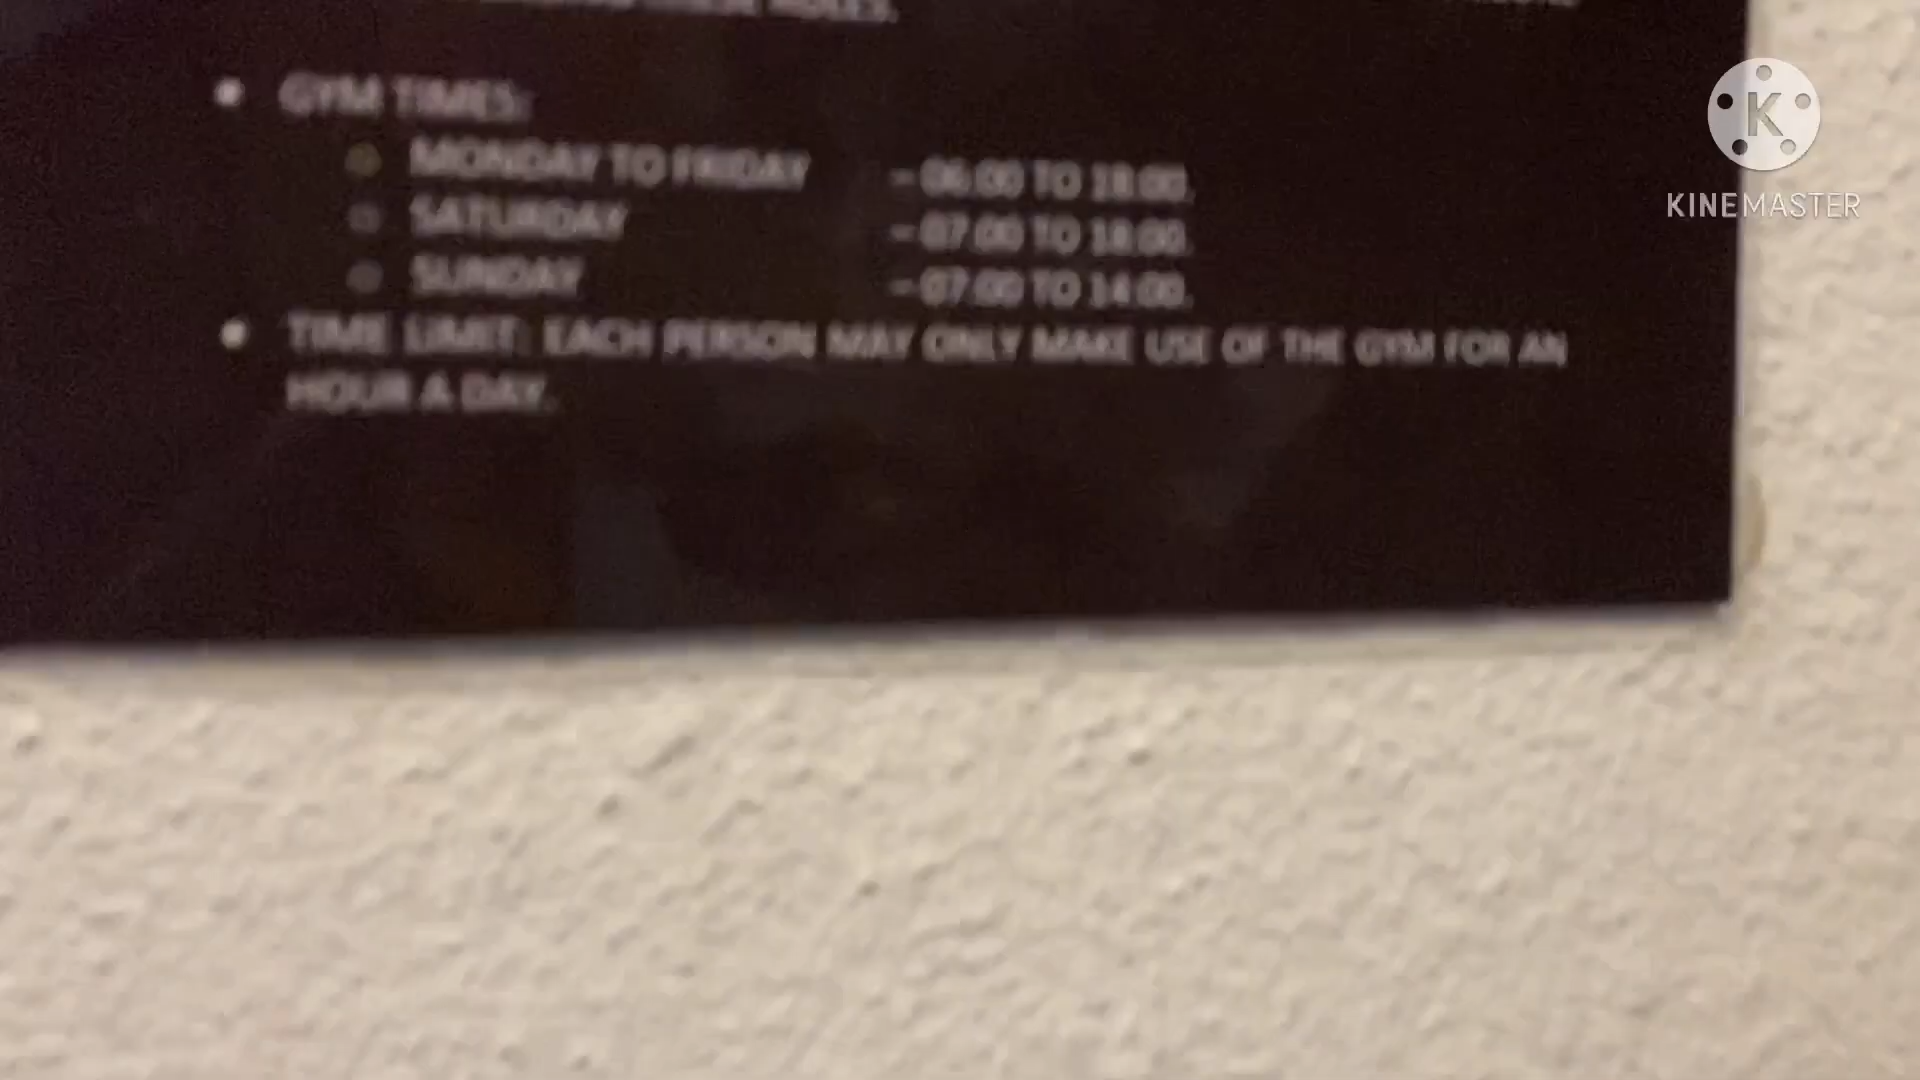 THESE RULES.
• GYM TIMES:
○ MONDAY TO FRIDAY – 06:00 TO 18:00.
○ SATURDAY – 07:00 TO 18:00.
○ SUNDAY – 07:00 TO 14:00.
• TIME LIMIT: EACH PERSON MAY ONLY MAKE USE OF THE GYM FOR AN
HOUR A DAY.
K
KINEMASTER